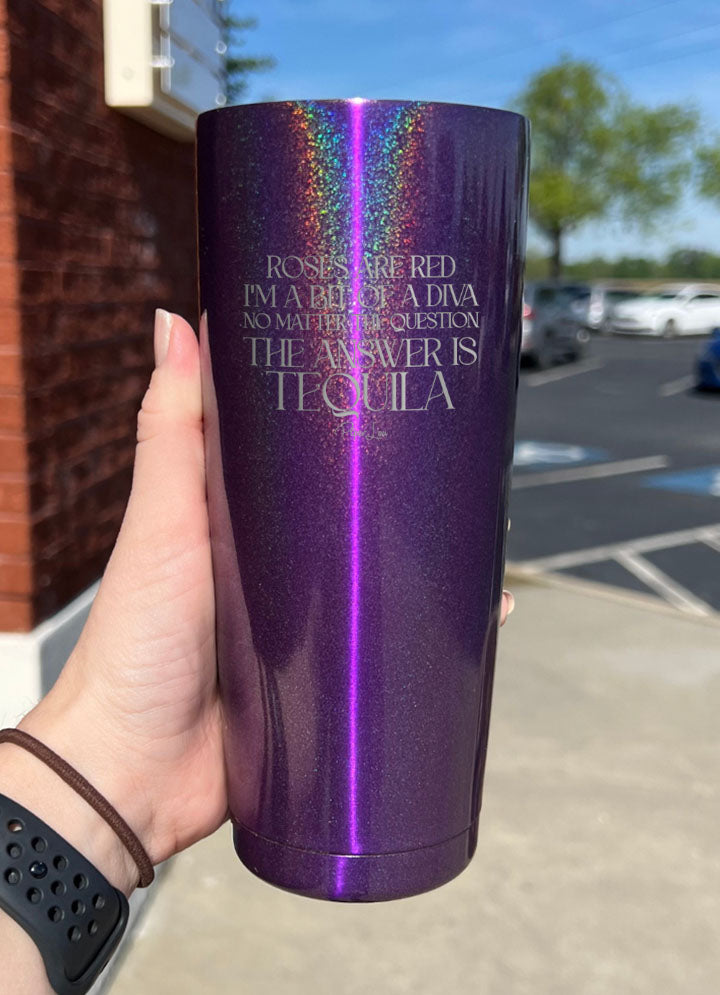 ROSES ARE RED
I'M A BIT OF A DIVA
NO MATTER THE QUESTION
THE ANSWER IS
TEQUILA